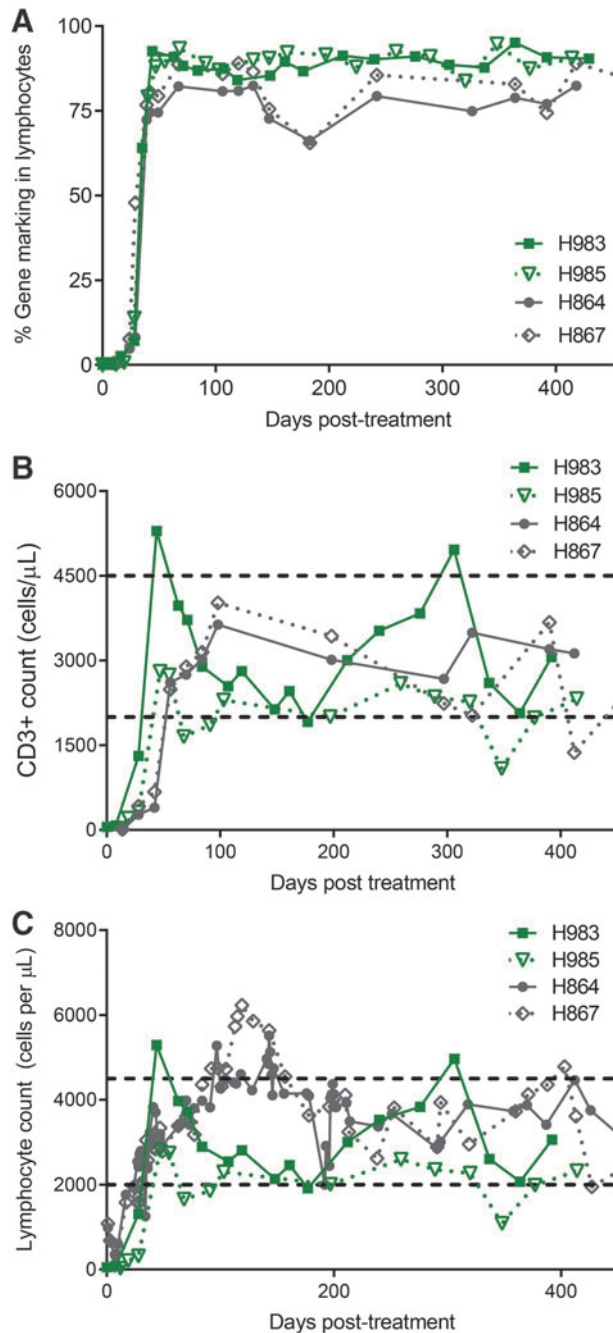 A
% Gene marking in lymphocytes
100
75
50
25
0
H983
H985
H864
H867
0 100 200 300 400
Days post-treatment
B
CD3+ count (cells/μL)
6000
4500
3000
1500
0
H983
H985
H864
H867
0 100 200 300 400
Days post treatment
C
Lymphocyte count (cells per μL)
8000
6000
4000
2000
0
H983
H985
H864
H867
0 200 400
Days post-treatment